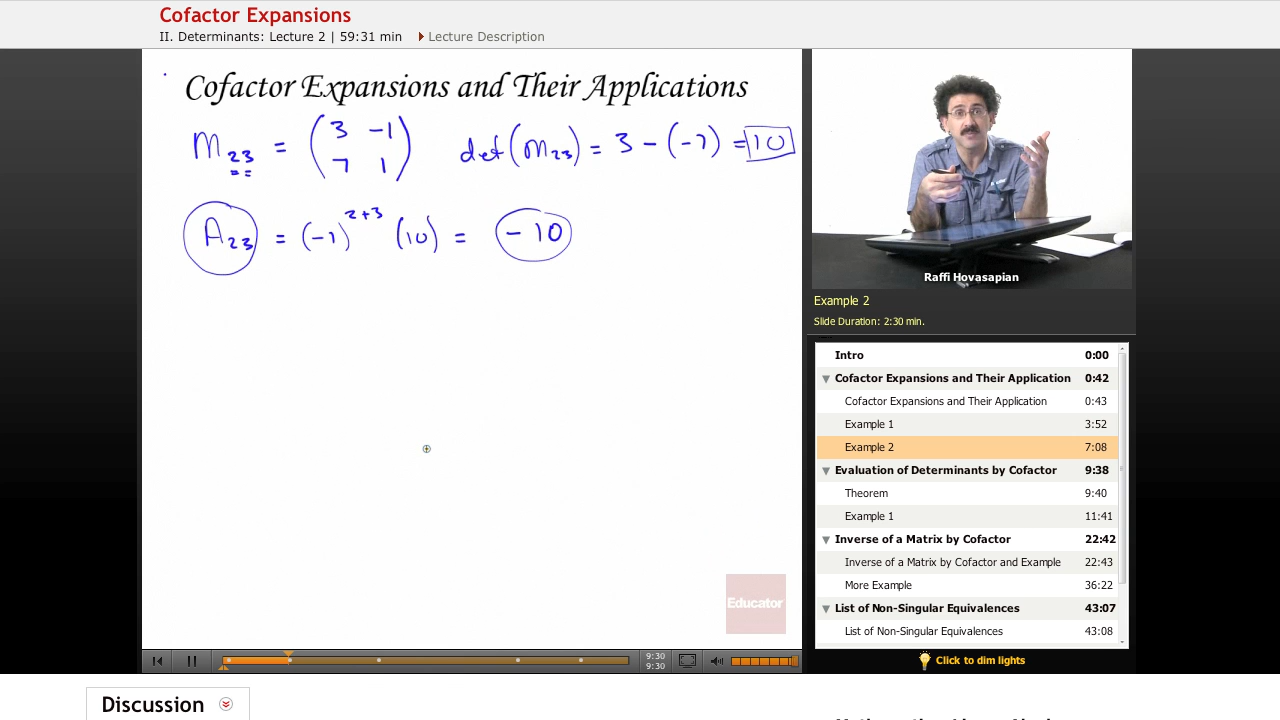 Cofactor Expansions
II. Determinants: Lecture 2 | 59:31 min
Lecture Description
Cofactor Expansions and Their Applications
M₂₃ = (3 -1
7 1)
det(M₂₃) = 3 - (-7) = 10
A₂₃ = (-1)²⁺³ (10) = -10
Educator
9:30
9:30
Raffi Hovasapian
Example 2
Slide Duration: 2:30 min.
Intro 0:00
Cofactor Expansions and Their Application 0:42
Cofactor Expansions and Their Application 0:43
Example 1 3:52
Example 2 7:08
Evaluation of Determinants by Cofactor 9:38
Theorem 9:40
Example 1 11:41
Inverse of a Matrix by Cofactor 22:42
Inverse of a Matrix by Cofactor and Example 22:43
More Example 36:22
List of Non-Singular Equivalences 43:07
List of Non-Singular Equivalences 43:08
Click to dim lights
Discussion